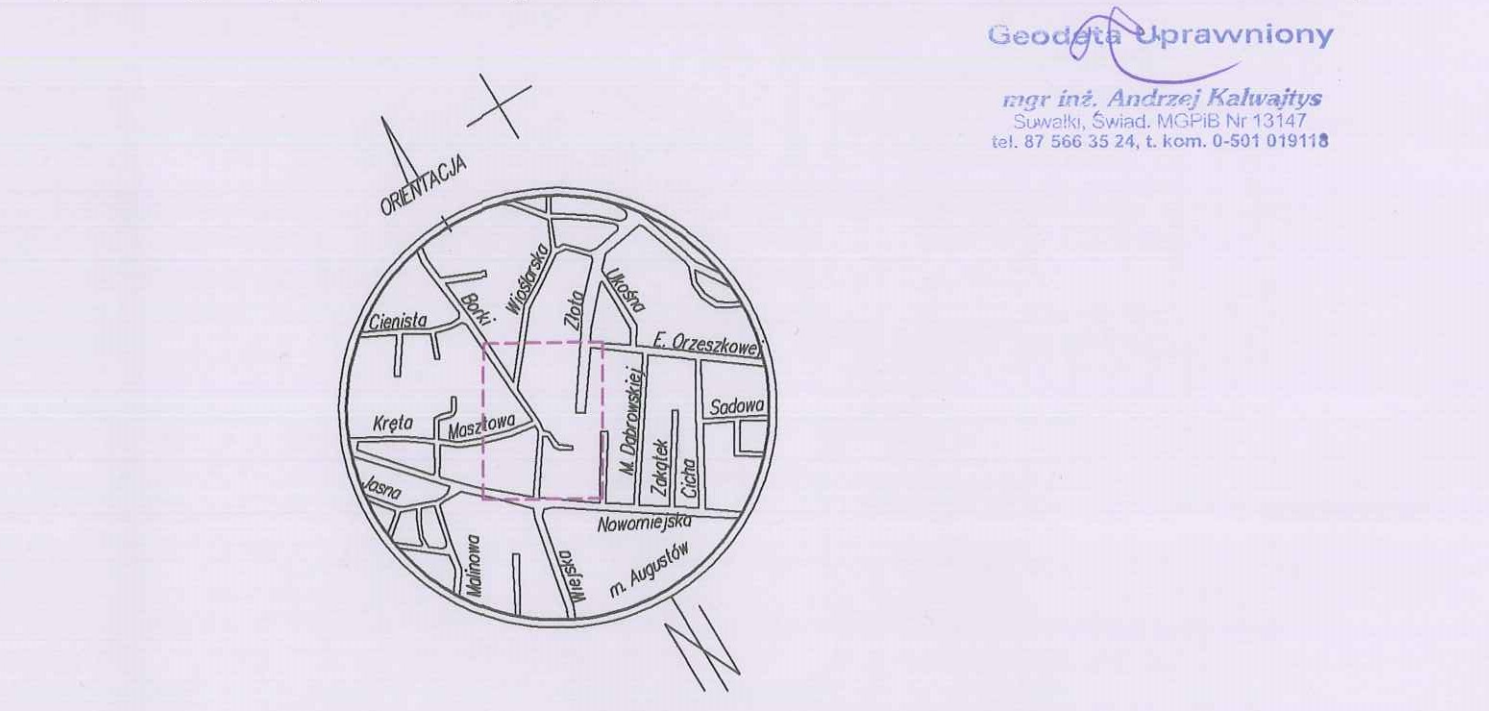 Geodeta Uprawniony
mgr inż. Andrzej Kalwajtys
Suwałki, Świad. MGPiB Nr 13147
tel. 87 566 35 24, t. kom. 0-501 019118
ORIENTACJA
Wioślarska
Ukośna
Borki
Złota
Cienista
E. Orzeszkowej
M. Dąbrowskiej
Sadowa
Kręta
Masztowa
Zakątek
Cicha
Jasna
Nowomiejska
Malinowa
Wiejska
m. Augustów
N